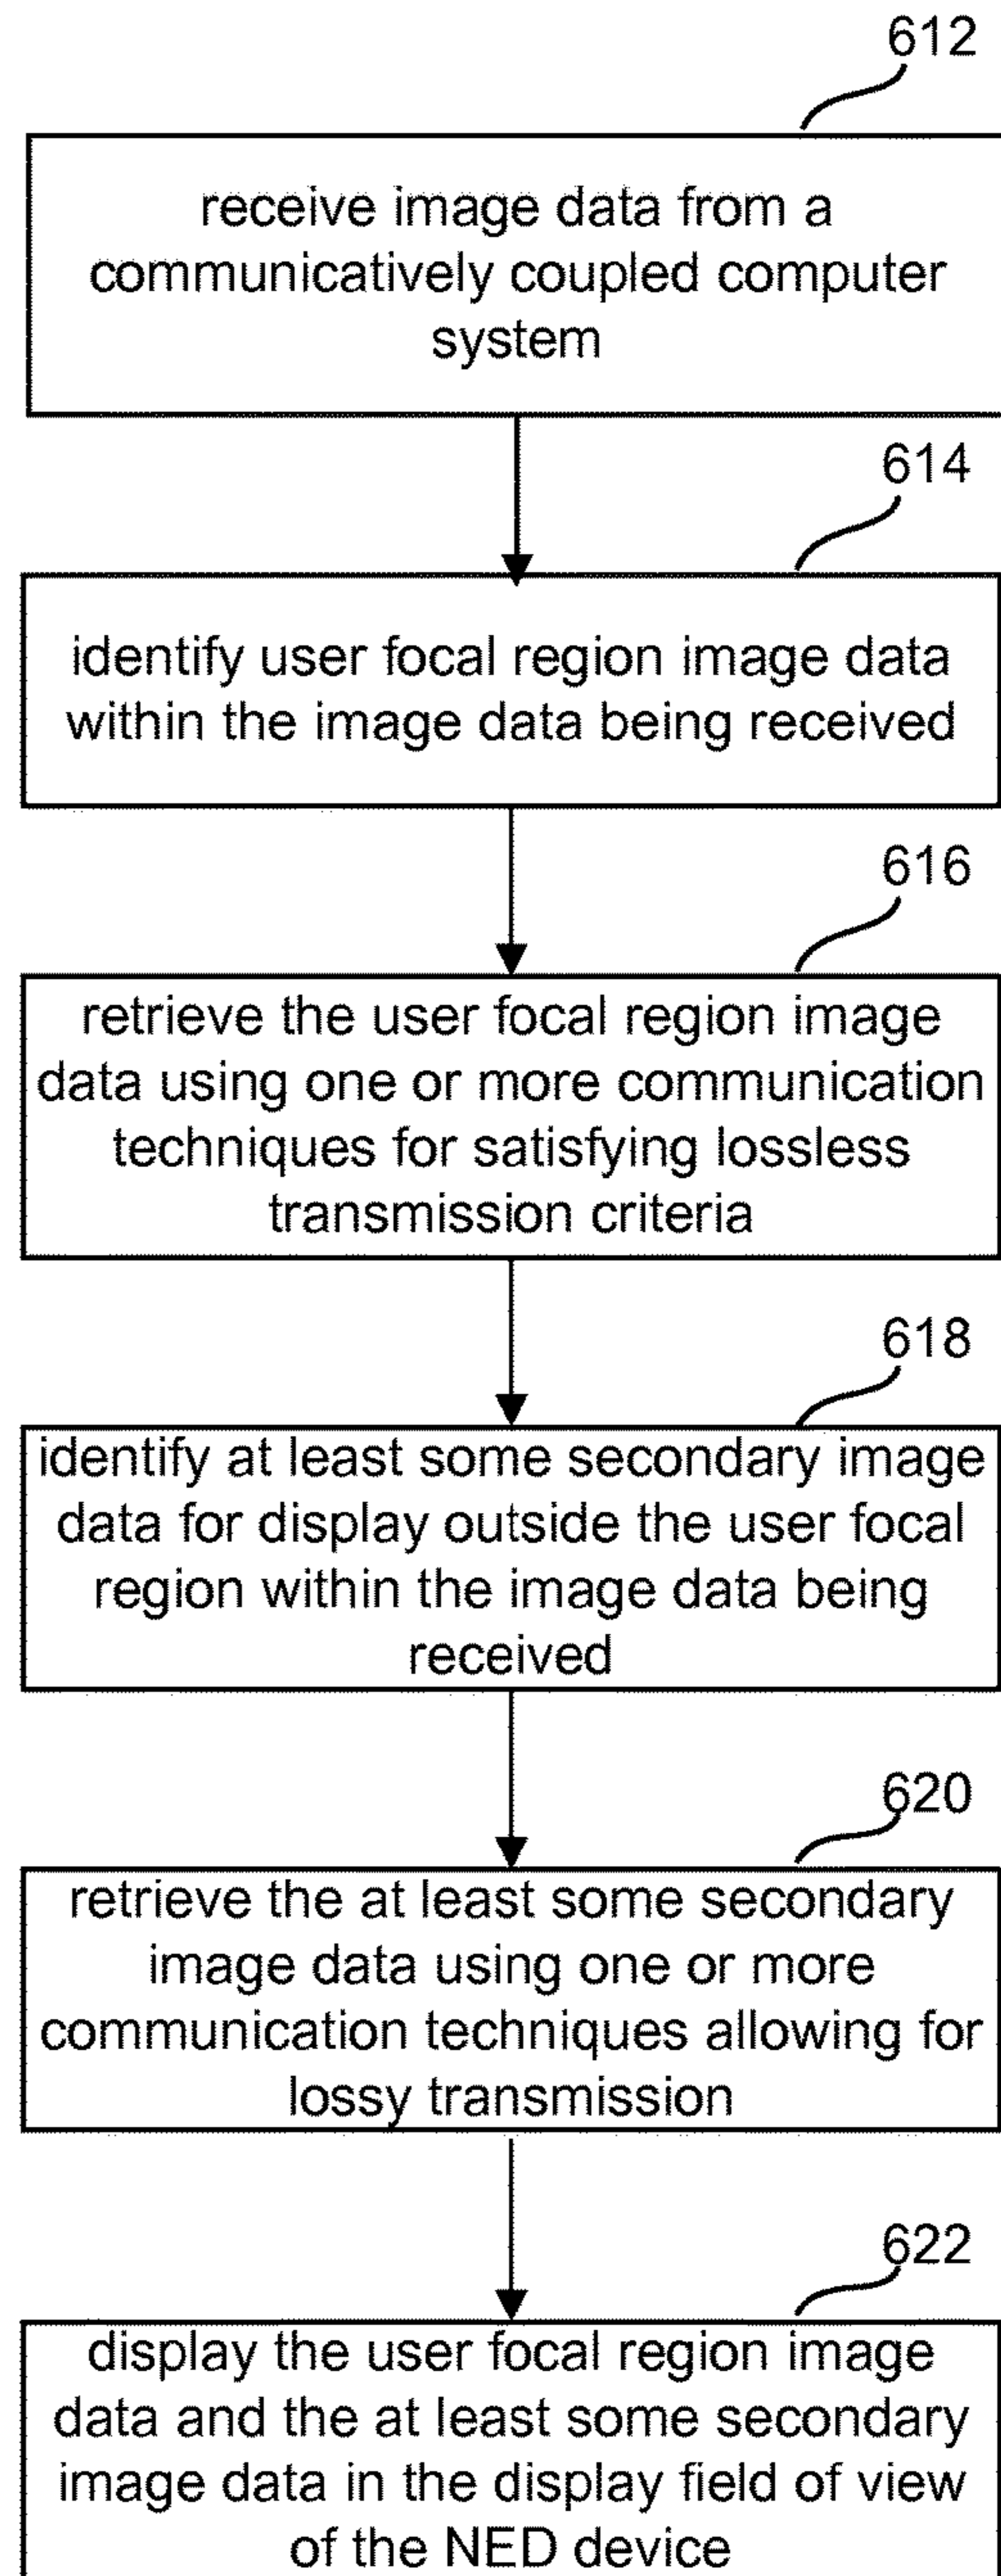 612
receive image data from a
communicatively coupled computer
system
614
identify user focal region image data
within the image data being received
616
retrieve the user focal region image
data using one or more communication
techniques for satisfying lossless
transmission criteria
618
identify at least some secondary image
data for display outside the user focal
region within the image data being
received
620
retrieve the at least some secondary
image data using one or more
communication techniques allowing for
lossy transmission
622
display the user focal region image
data and the at least some secondary
image data in the display field of view
of the NED device